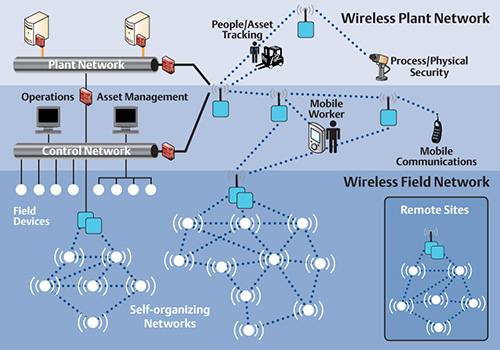 Wireless Plant Network
People/Asset
Tracking
Plant Network
Process/Physical
Security
Operations
Asset Management
Mobile
Worker
Control Network
Mobile
Communications
Wireless Field Network
Field
Devices
Remote Sites
Self-organizing
Networks